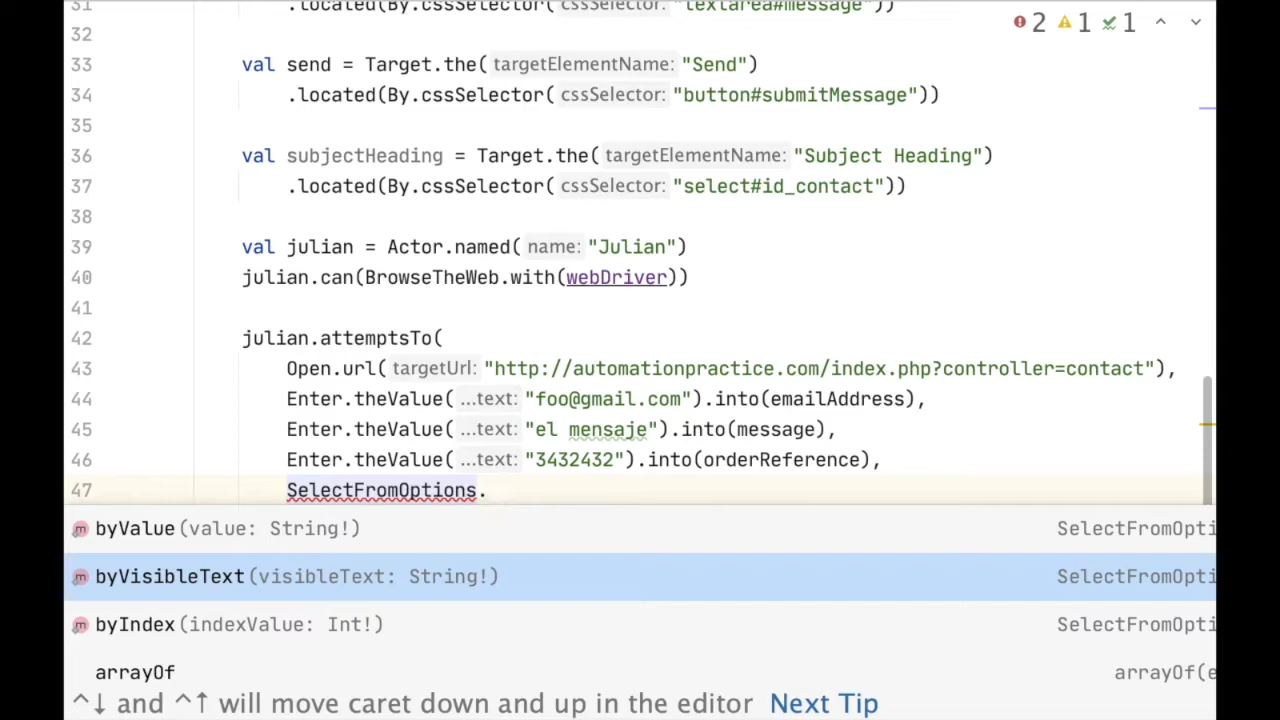 31 .located(By.cssSelector( cssSelector: "textarea#message"))
32 2 1 1
33 val send = Target.the( targetElementName: "Send")
34 .located(By.cssSelector( cssSelector: "button#submitMessage"))
35
36 val subjectHeading = Target.the( targetElementName: "Subject Heading")
37 .located(By.cssSelector( cssSelector: "select#id_contact"))
38
39 val julian = Actor.named( name: "Julian")
40 julian.can(BrowseTheWeb.with(webDriver))
41
42 julian.attemptsTo(
43 Open.url( targetUrl: "http://automationpractice.com/index.php?controller=contact"),
44 Enter.theValue( ...text: "foo@gmail.com").into(emailAddress),
45 Enter.theValue( ...text: "el mensaje").into(message),
46 Enter.theValue( ...text: "3432432").into(orderReference),
47 SelectFromOptions.
byValue(value: String!) SelectFromOpti
byVisibleText(visibleText: String!) SelectFromOpti
byIndex(indexValue: Int!) SelectFromOpti
arrayOf arrayOf(e
^↓ and ^↑ will move caret down and up in the editor Next Tip